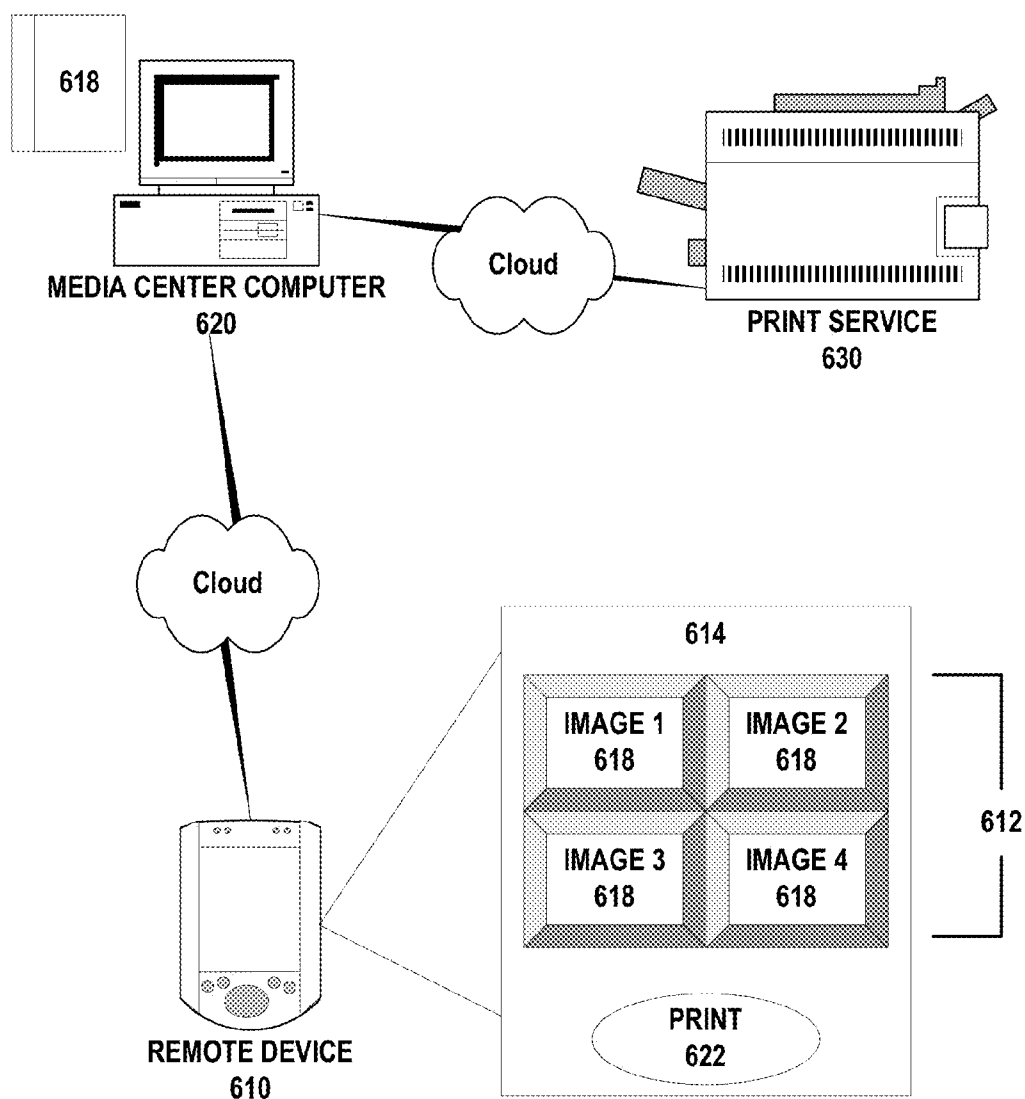 618
MEDIA CENTER COMPUTER
620
Cloud
PRINT SERVICE
630
Cloud
614
IMAGE 1
618
IMAGE 2
618
IMAGE 3
618
IMAGE 4
618
612
PRINT
622
REMOTE DEVICE
610